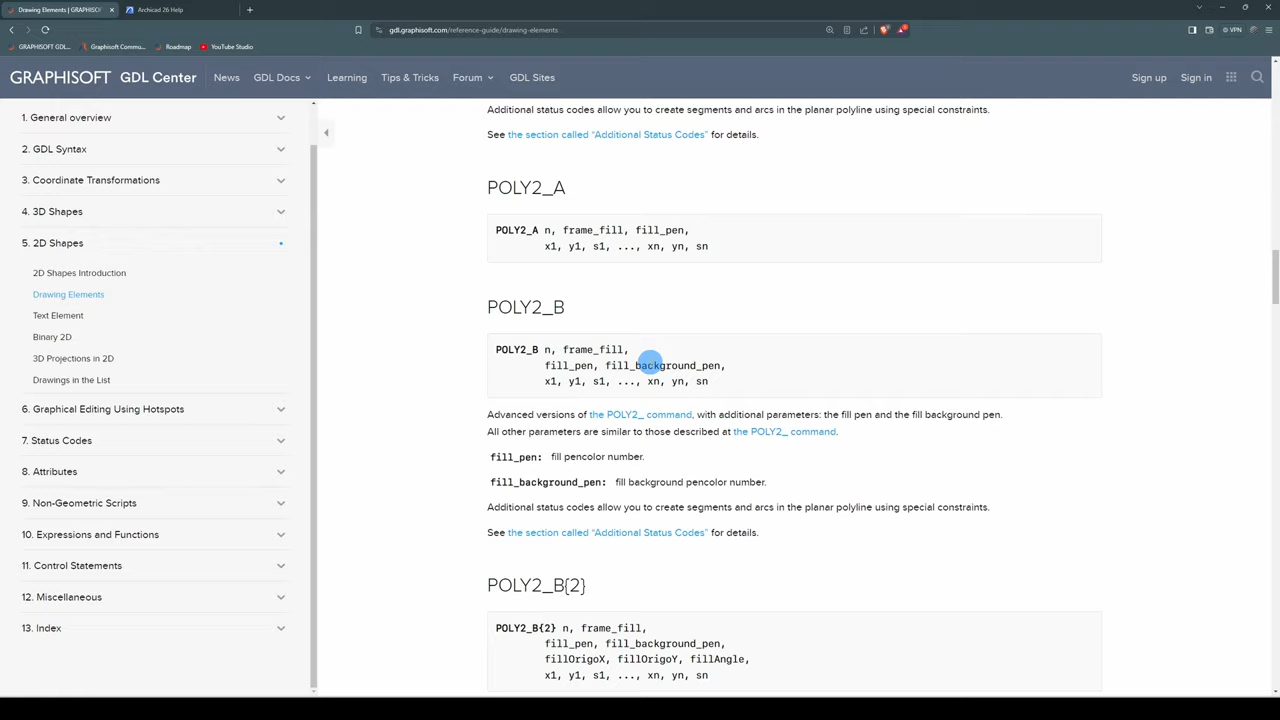 Drawing Elements | GRAPHISOF
Archicad 26 Help
gdl.graphisoft.com/reference-guide/drawing-elements
VPN
GRAPHISOFT GDL...
Graphisoft Commu...
Roadmap
YouTube Studio
GRAPHISOFT GDL Center
News
GDL Docs
Learning
Tips & Tricks
Forum
GDL Sites
Sign up
Sign in
1. General overview
2. GDL Syntax
3. Coordinate Transformations
4. 3D Shapes
5. 2D Shapes
2D Shapes Introduction
Drawing Elements
Text Element
Binary 2D
3D Projections in 2D
Drawings in the List
6. Graphical Editing Using Hotspots
7. Status Codes
8. Attributes
9. Non-Geometric Scripts
10. Expressions and Functions
11. Control Statements
12. Miscellaneous
13. Index
Additional status codes allow you to create segments and arcs in the planar polyline using special constraints.
See the section called “Additional Status Codes” for details.
POLY2_A
POLY2_A n, frame_fill, fill_pen,
x1, y1, s1, ..., xn, yn, sn
POLY2_B
POLY2_B n, frame_fill,
fill_pen, fill_background_pen,
x1, y1, s1, ..., xn, yn, sn
Advanced versions of the POLY2_ command, with additional parameters: the fill pen and the fill background pen.
All other parameters are similar to those described at the POLY2_ command.
fill_pen: fill pencolor number.
fill_background_pen: fill background pencolor number.
Additional status codes allow you to create segments and arcs in the planar polyline using special constraints.
See the section called “Additional Status Codes” for details.
POLY2_B{2}
POLY2_B{2} n, frame_fill,
fill_pen, fill_background_pen,
fillOrigoX, fillOrigoY, fillAngle,
x1, y1, s1, ..., xn, yn, sn